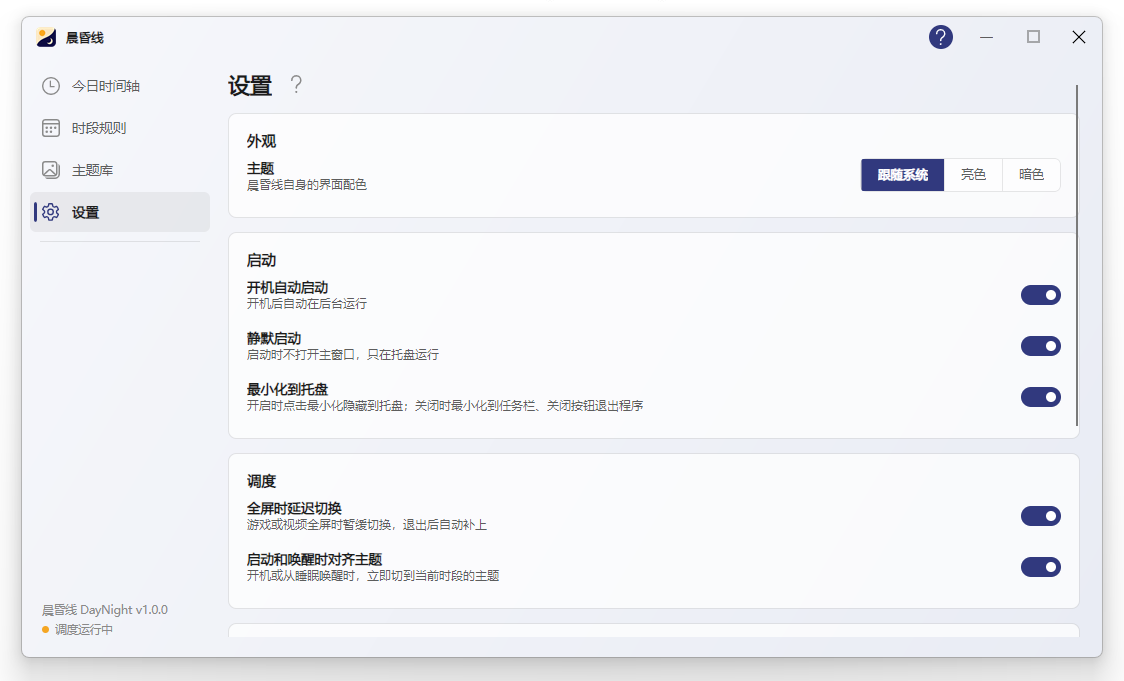 晨昏线
?
今日时间轴
时段规则
主题库
设置
设置 ?
外观
主题
晨昏线自身的界面配色
跟随系统 亮色 暗色
启动
开机自动启动
开机后自动在后台运行
静默启动
启动时不打开主窗口，只在托盘运行
最小化到托盘
开启时点击最小化隐藏到托盘；关闭时最小化到任务栏、关闭按钮退出程序
调度
全屏时延迟切换
游戏或视频全屏时暂缓切换，退出后自动补上
启动和唤醒时对齐主题
开机或从睡眠唤醒时，立即切到当前时段的主题
晨昏线 DayNight v1.0.0
调度运行中